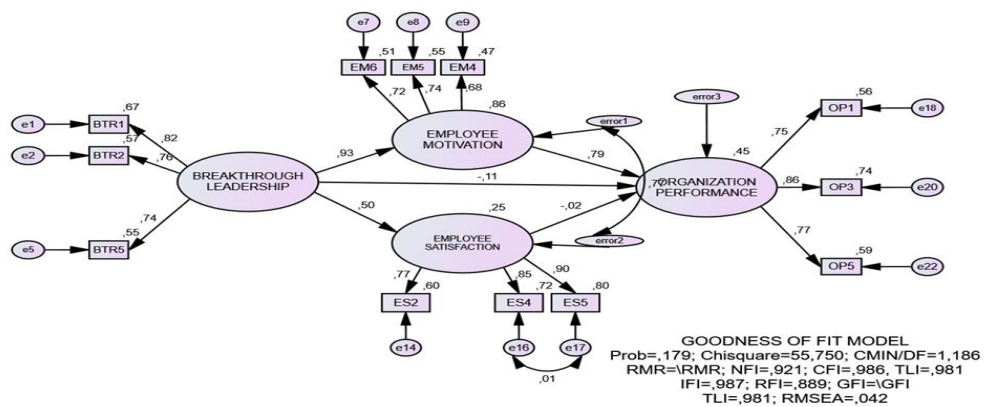 e7
e8
e9
,51
,55
,47
EM6
EM5
EM4
,72
,74
,68
,86
EMPLOYEE
MOTIVATION
error1
error3
,56
OP1
e18
,75
,67
e1
BTR1
,82
,57
e2
BTR2
,76
BREAKTHROUGH
LEADERSHIP
,93
,79
-,11
,45
ORGANIZATION
PERFORMANCE
,86
,74
OP3
e20
,50
-,02
,77
,59
OP5
e22
,74
,55
e5
BTR5
,25
EMPLOYEE
SATISFACTION
error2
,77
,60
,85
,72
,90
,80
ES2
ES4
ES5
e14
e16
e17
,01
GOODNESS OF FIT MODEL
Prob=,179; Chisquare=55,750; CMIN/DF=1,186
RMR=\RMR; NFI=,921; CFI=,986, TLI=,981
IFI=,987; RFI=,889; GFI=\GFI
TLI=,981; RMSEA=,042